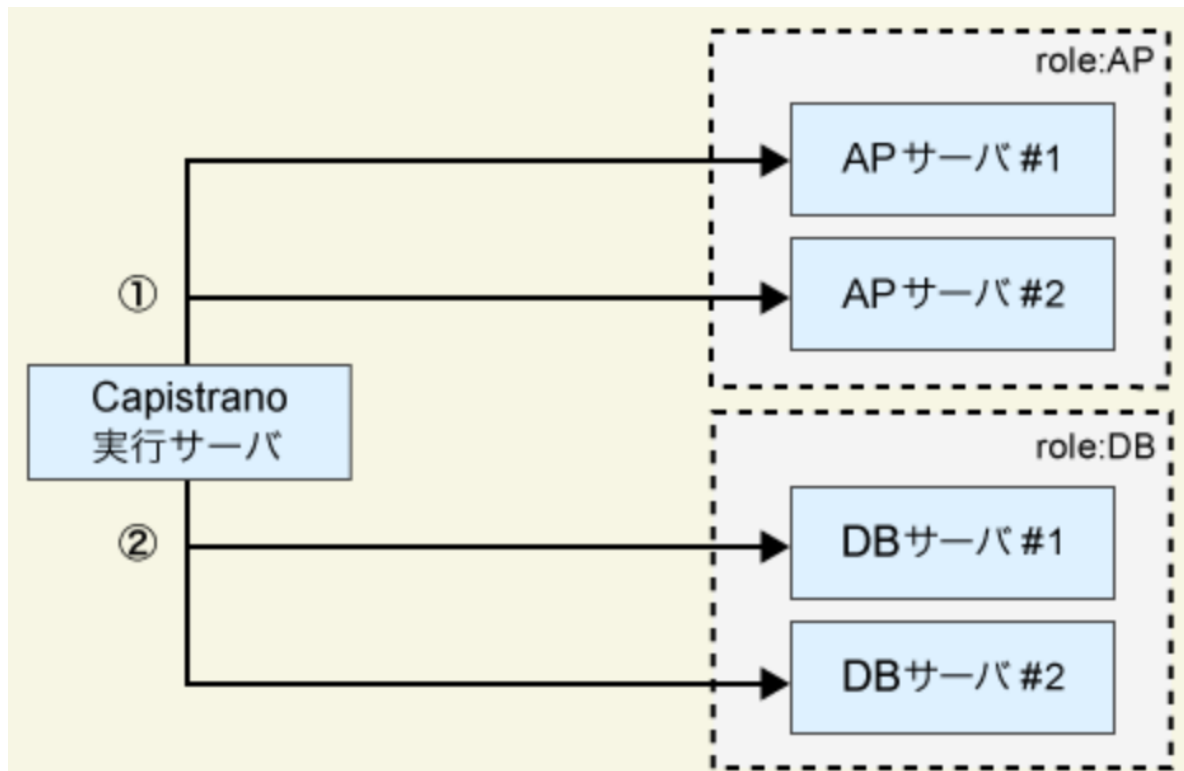 role:AP
APサーバ #1
① APサーバ #2
Capistrano
実行サーバ
role:DB
② DBサーバ #1
DBサーバ #2